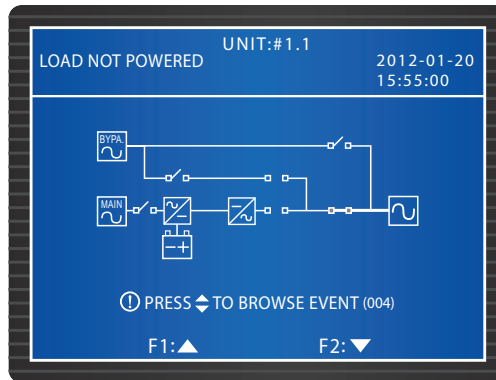 UNIT:#1.1
LOAD NOT POWERED
2012-01-20
15:55:00
BYPA.
MAIN
! PRESS TO BROWSE EVENT (004)
F1:
F2: